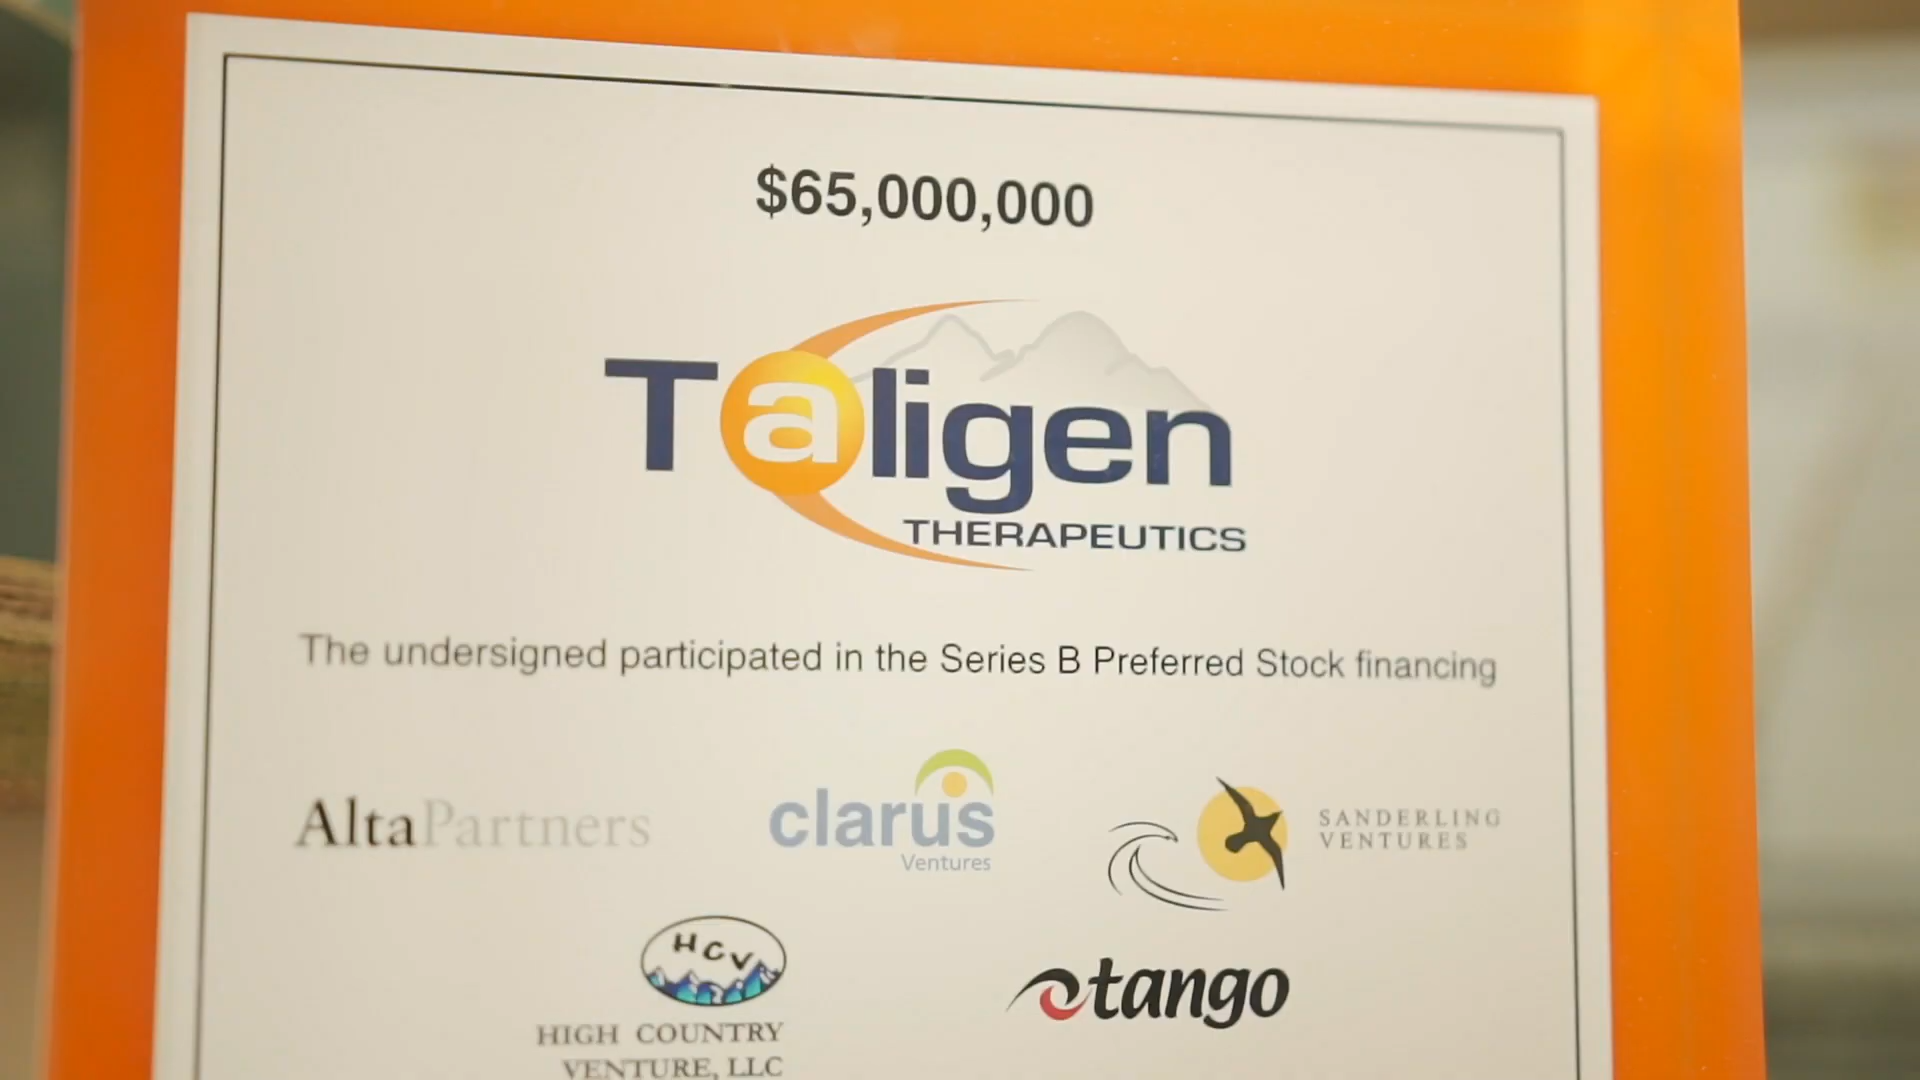 $65,000,000
Taligen
THERAPEUTICS
The undersigned participated in the Series B Preferred Stock financing
AltaPartners
clarus
Ventures
SANDERLING
VENTURES
HCV
HIGH COUNTRY
VENTURE, LLC
tango